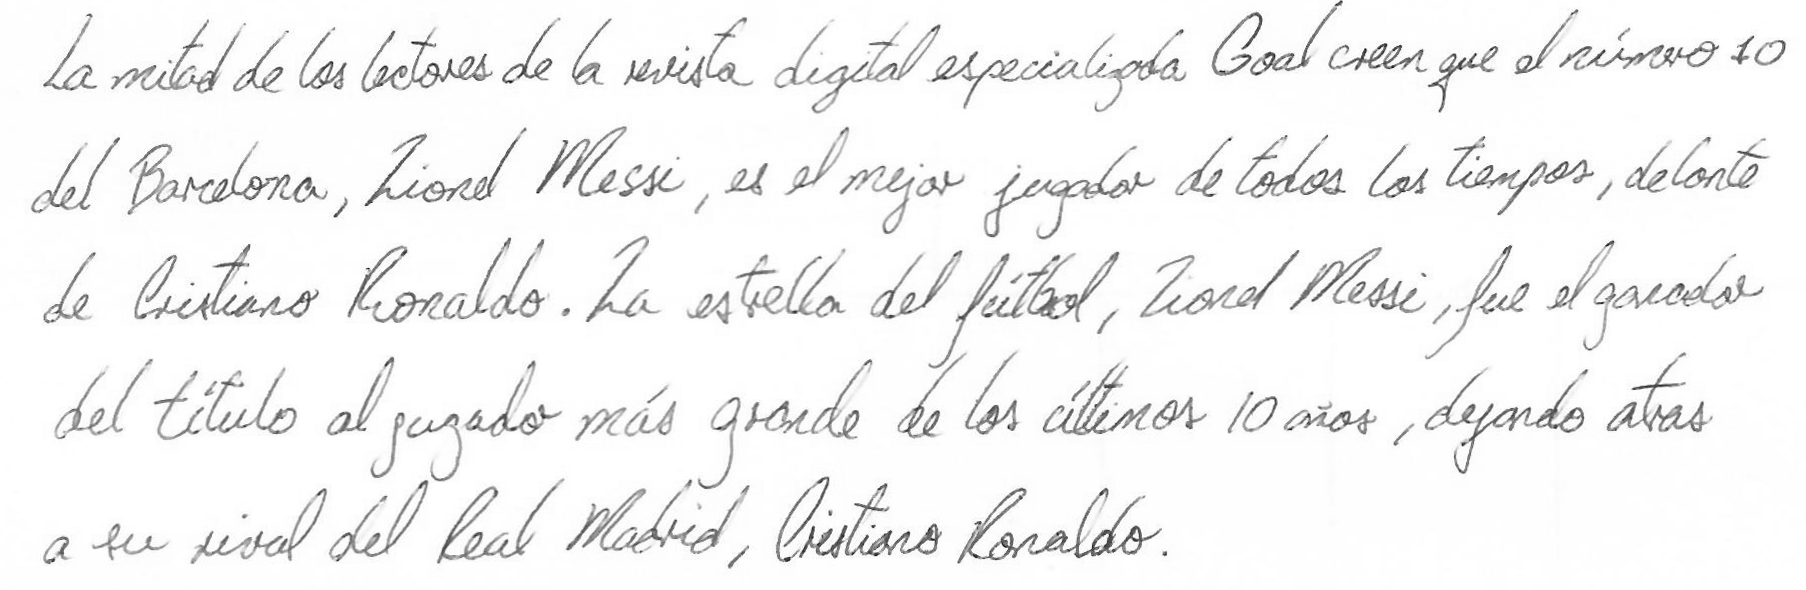 La mitad de los lectores de la revista digital especializada Goal creen que el número 10
del Barcelona, Lionel Messi, es el mejor jugador de todos los tiempos, delante
de Cristiano Ronaldo. La estrella del fútbol, Lionel Messi, fue el ganador
del título al jugador más grande de los últimos 10 años, dejando atras
a su rival del Real Madrid, Cristiano Ronaldo.